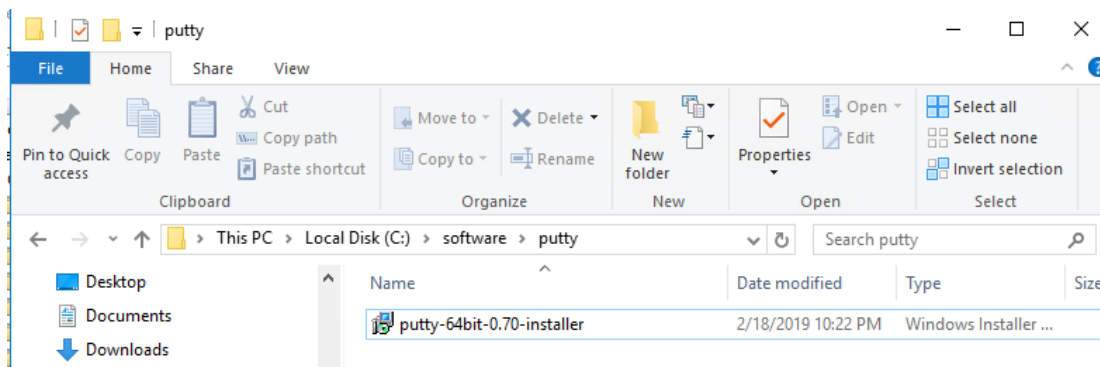 putty
File Home Share View
Pin to Quick access
Copy
Paste
Cut
Copy path
Paste shortcut
Clipboard
Move to
Copy to
Delete
Rename
Organize
New folder
New
Properties
Open
Edit
Open
Select all
Select none
Invert selection
Select
This PC > Local Disk (C:) > software > putty
Search putty
Desktop
Documents
Downloads
Name Date modified Type Size
putty-64bit-0.70-installer 2/18/2019 10:22 PM Windows Installer ...